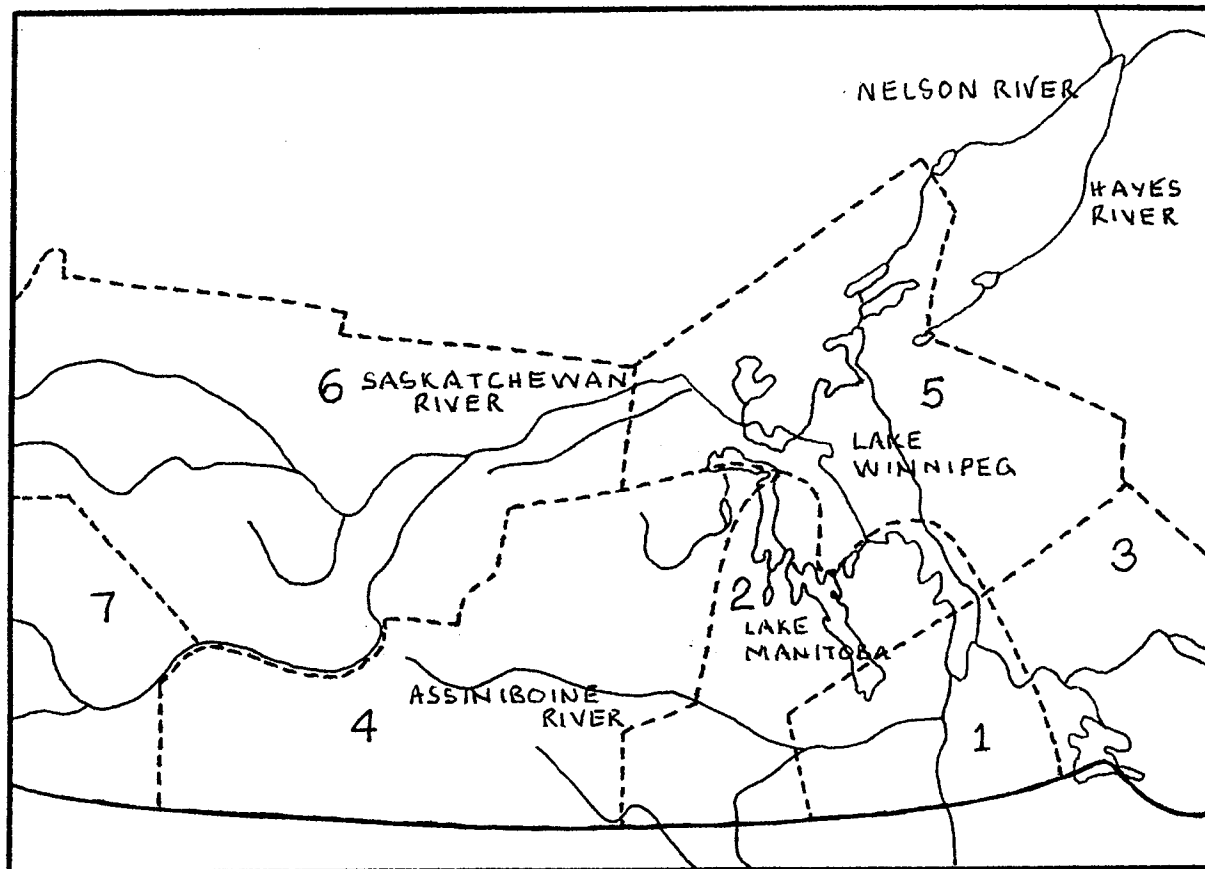 NELSON RIVER
HAYES
RIVER
6 SASKATCHEWAN
RIVER
5
LAKE
WINNIPEG
3
7
2
LAKE
MANITOBA
ASSINIBOINE
RIVER
4
1